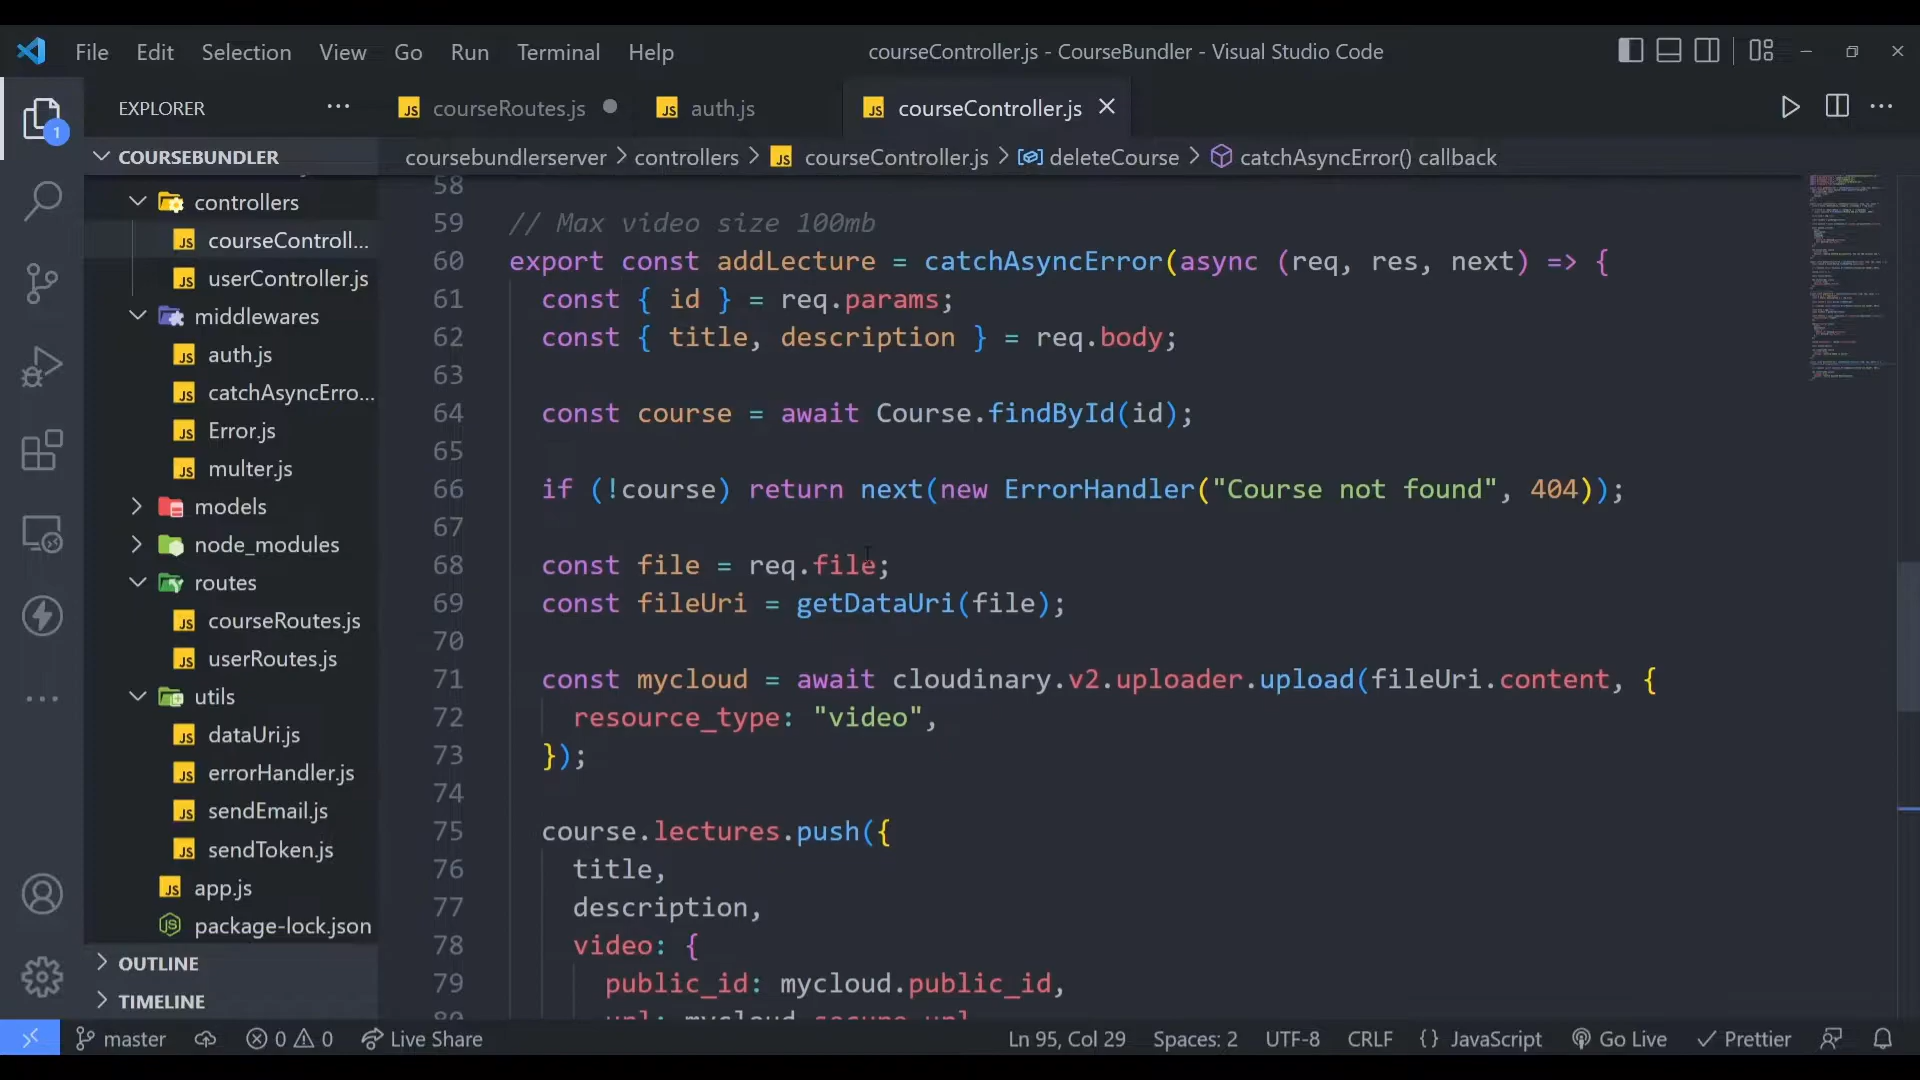 File Edit Selection View Go Run Terminal Help
courseController.js - CourseBundler - Visual Studio Code
EXPLORER
1
COURSEBUNDLER
controllers
courseControll...
userController.js
middlewares
auth.js
catchAsyncErro...
Error.js
multer.js
models
node_modules
routes
courseRoutes.js
userRoutes.js
utils
dataUri.js
errorHandler.js
sendEmail.js
sendToken.js
app.js
package-lock.json
OUTLINE
TIMELINE
courseRoutes.js
auth.js
courseController.js
coursebundlerserver > controllers > courseController.js > deleteCourse > catchAsyncError() callback
58
59 // Max video size 100mb
60 export const addLecture = catchAsyncError(async (req, res, next) => {
61 const { id } = req.params;
62 const { title, description } = req.body;
63
64 const course = await Course.findById(id);
65
66 if (!course) return next(new ErrorHandler("Course not found", 404));
67
68 const file = req.file;
69 const fileUri = getDataUri(file);
70
71 const mycloud = await cloudinary.v2.uploader.upload(fileUri.content, {
72 resource_type: "video",
73 });
74
75 course.lectures.push({
76 title,
77 description,
78 video: {
79 public_id: mycloud.public_id,
80 url: mycloud.secure_url
master 0 0 Live Share Ln 95, Col 29 Spaces: 2 UTF-8 CRLF {} JavaScript Go Live Prettier